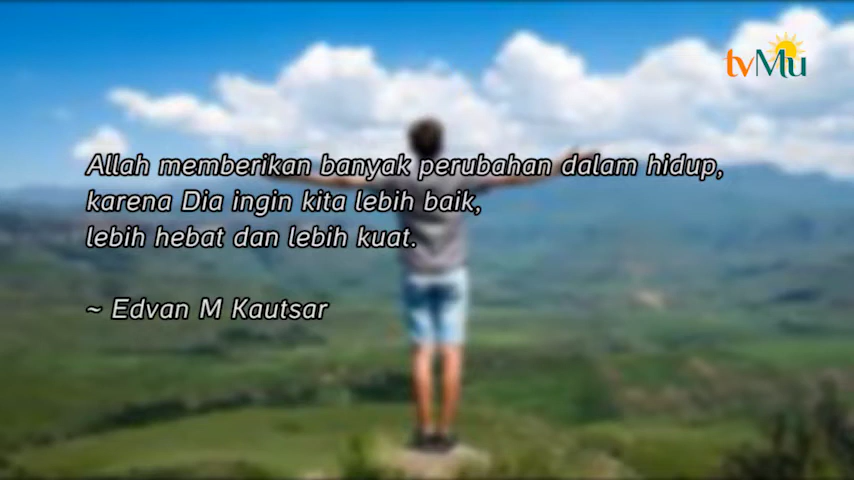 tvMu
Allah memberikan banyak perubahan dalam hidup,
karena Dia ingin kita lebih baik,
lebih hebat dan lebih kuat.
~ Edvan M Kautsar